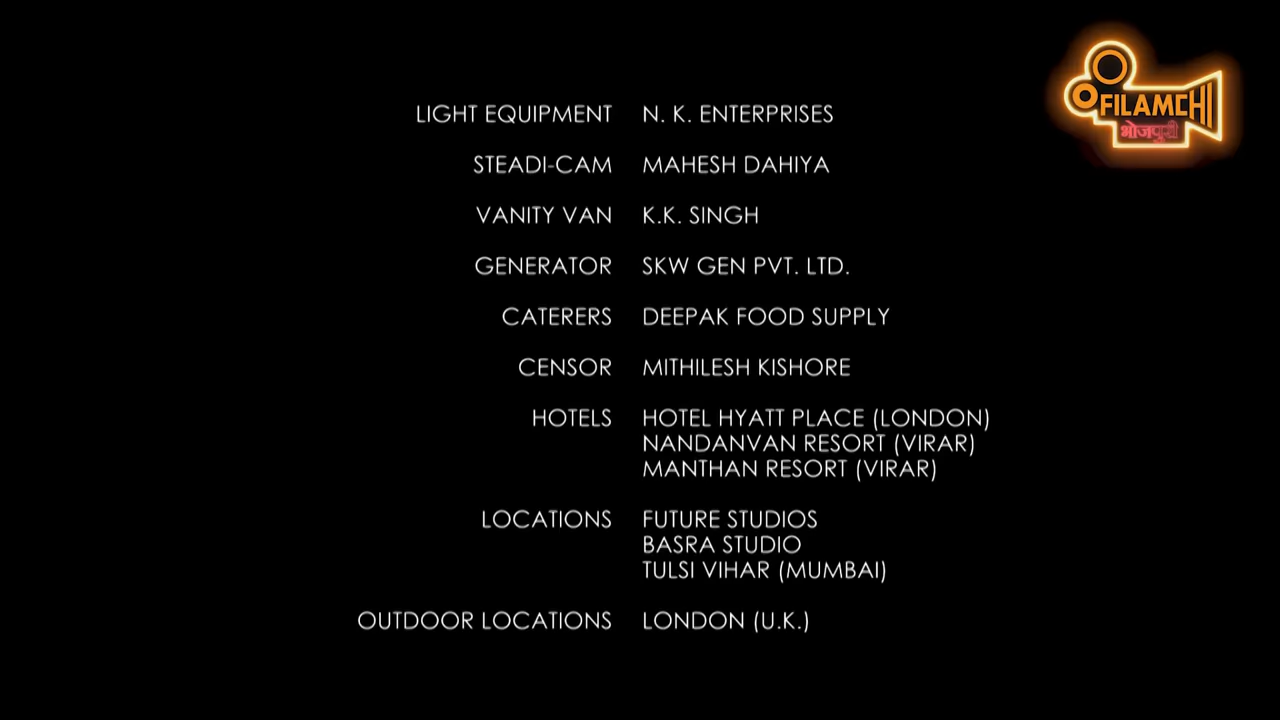 LIGHT EQUIPMENT N. K. ENTERPRISES
STEADI-CAM MAHESH DAHIYA
VANITY VAN K.K. SINGH
GENERATOR SKW GEN PVT. LTD.
CATERERS DEEPAK FOOD SUPPLY
CENSOR MITHILESH KISHORE
HOTELS HOTEL HYATT PLACE (LONDON)
NANDANVAN RESORT (VIRAR)
MANTHAN RESORT (VIRAR)
LOCATIONS FUTURE STUDIOS
BASRA STUDIO
TULSI VIHAR (MUMBAI)
OUTDOOR LOCATIONS LONDON (U.K.)
FILAMCHI
भोजपुरी